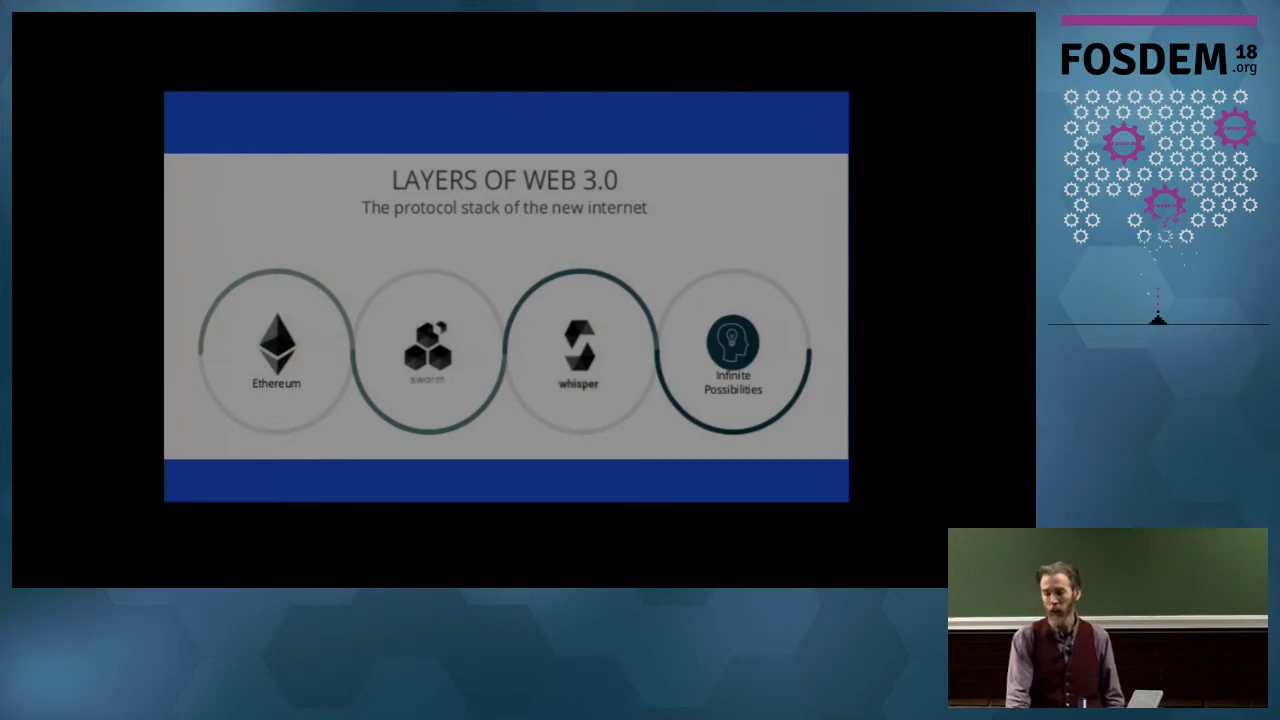 LAYERS OF WEB 3.0
The protocol stack of the new internet
Ethereum
swarm
whisper
Infinite
Possibilities
FOSDEM 18
.org